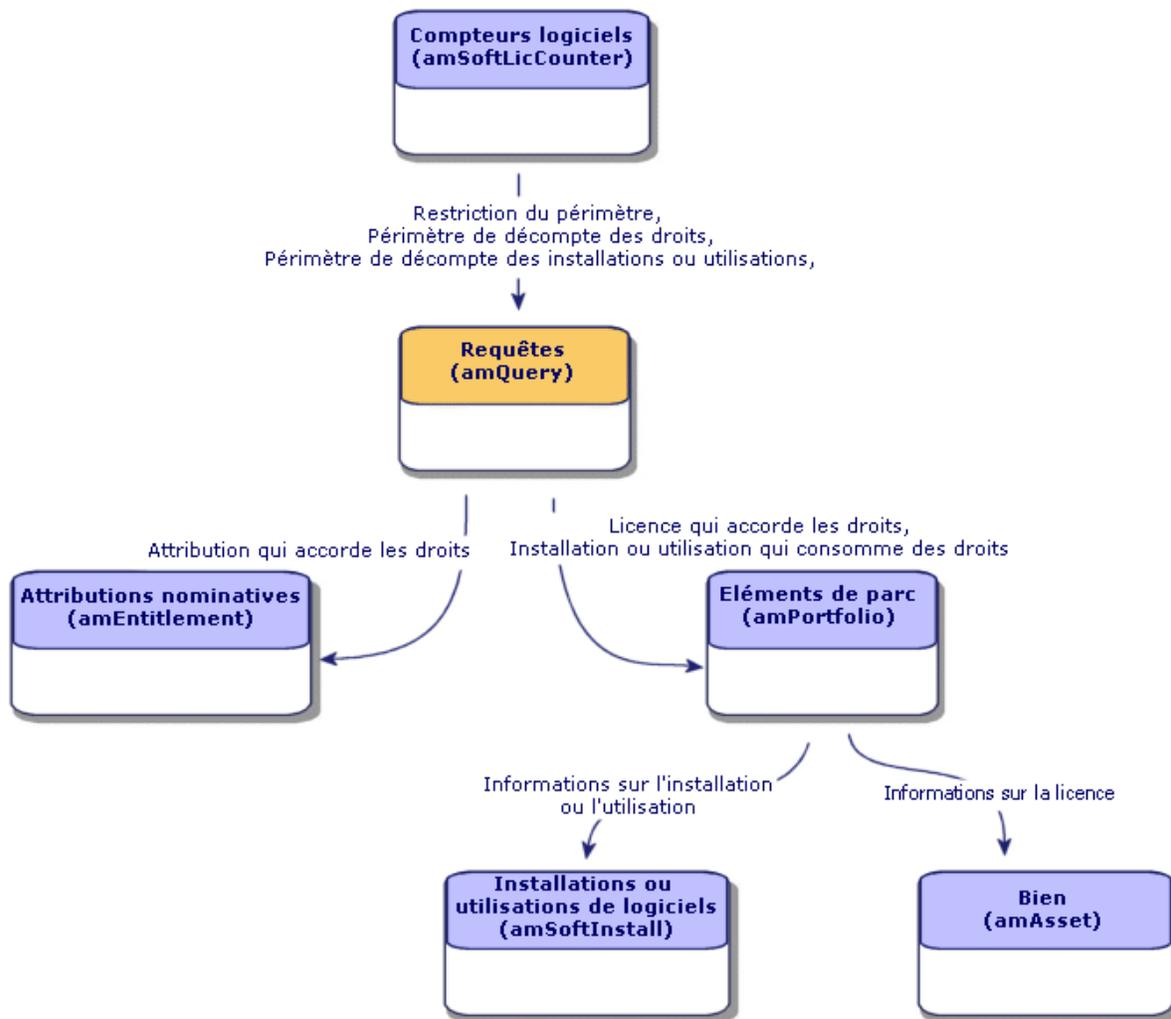 Compteurs logiciels
(amSoftLicCounter)
Restriction du périmètre,
Périmètre de décompte des droits,
Périmètre de décompte des installations ou utilisations,
Requêtes
(amQuery)
Attribution qui accorde les droits
Licence qui accorde les droits,
Installation ou utilisation qui consomme des droits
Attributions nominatives
(amEntitlement)
Eléments de parc
(amPortfolio)
Informations sur l'installation
ou l'utilisation
Informations sur la licence
Installations ou
utilisations de logiciels
(amSoftInstall)
Bien
(amAsset)